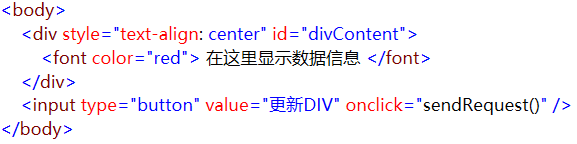 <body>
<div style="text-align: center" id="divContent">
<font color="red"> 在这里显示数据信息 </font>
</div>
<input type="button" value="更新DIV" onclick="sendRequest()" />
</body>